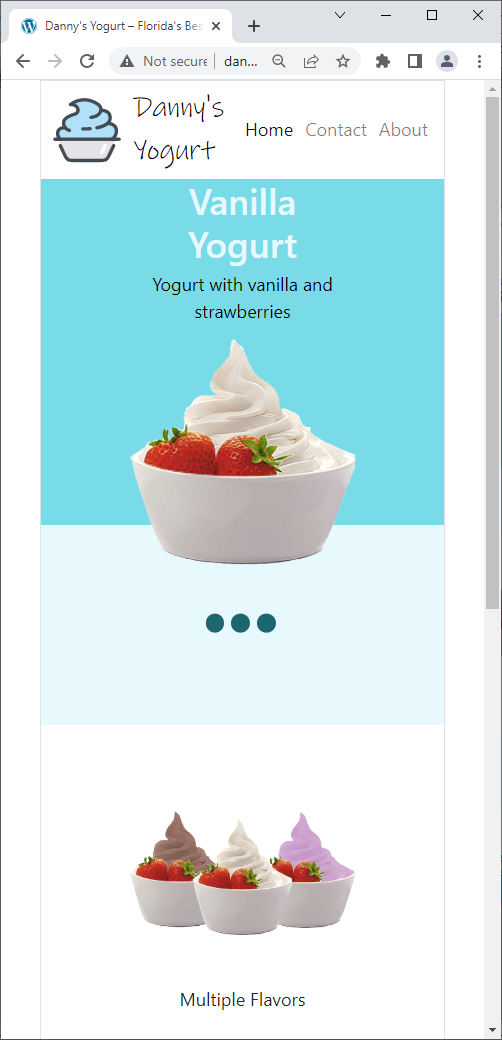 Danny's Yogurt – Florida's Bes
Not secure
dan...
Danny's
Yogurt
Home Contact About
Vanilla
Yogurt
Yogurt with vanilla and
strawberries
Multiple Flavors